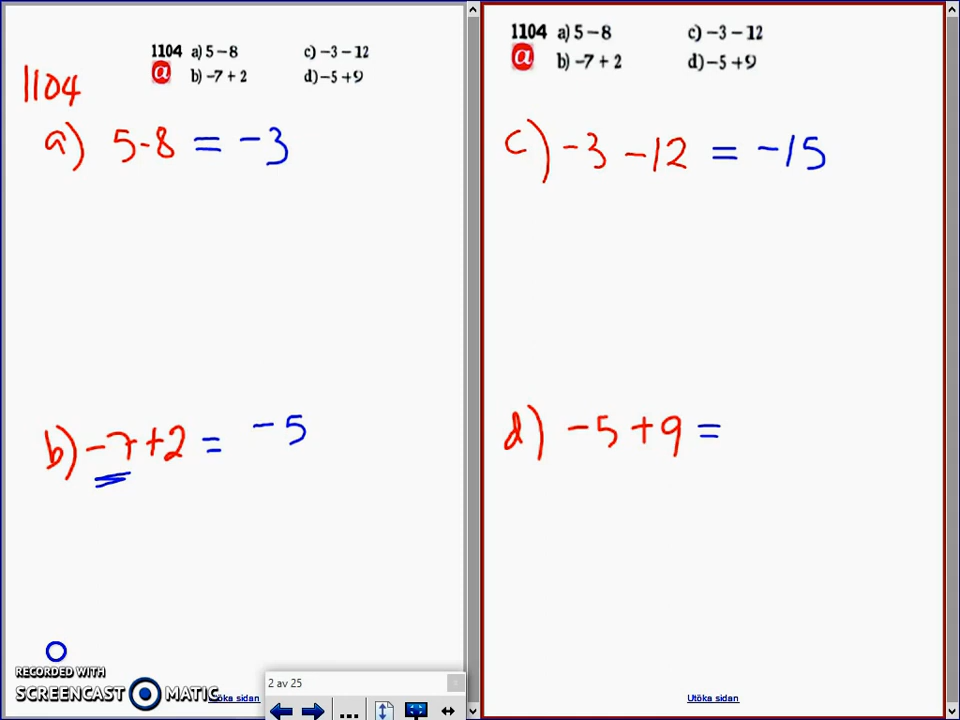 1104 a) 5 – 8 c) –3 – 12
a b) –7 + 2 d) –5 + 9
1104
a) 5-8 = -3
b) -7+2 = -5
RECORDED WITH
SCREENCAST MATIC
Utöka sidan
2 av 25
...
1104 a) 5 – 8 c) –3 – 12
a b) –7 + 2 d) –5 + 9
c) -3 -12 = -15
d) -5 +9 =
Utöka sidan